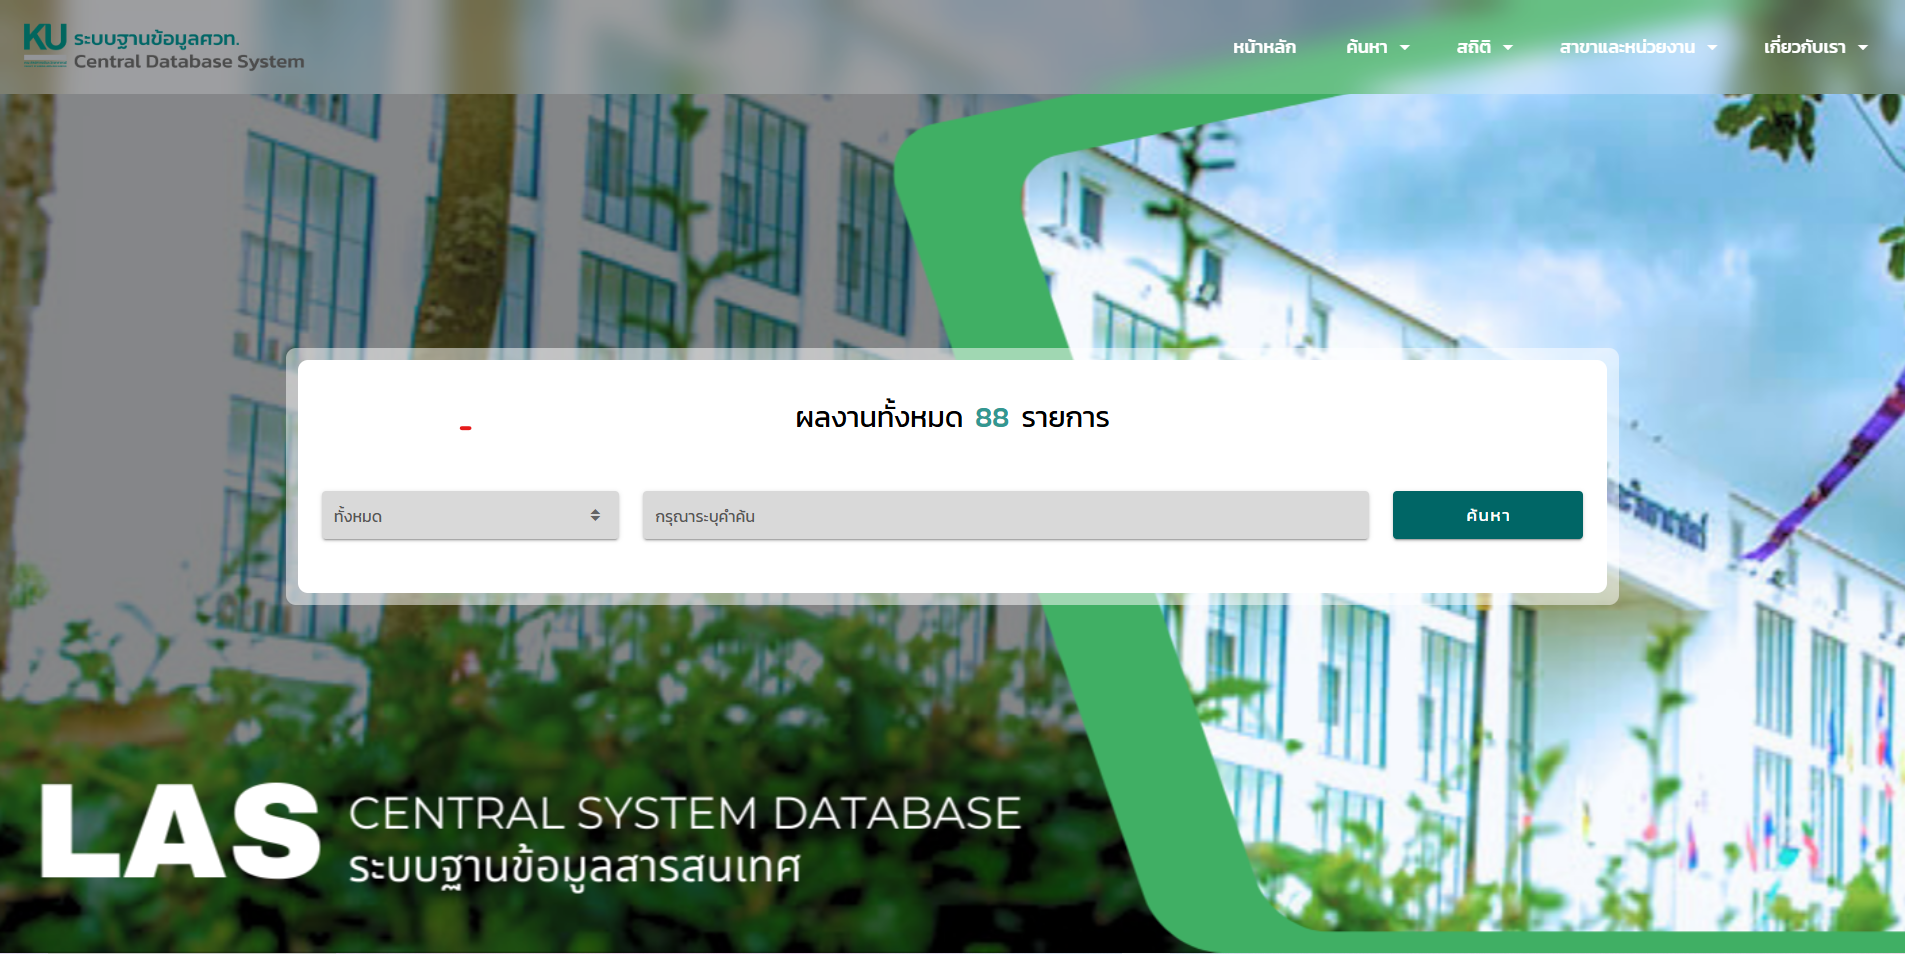 KU ระบบฐานข้อมูลศวท.
Central Database System
หน้าหลัก ค้นหา สถิติ สาขาและหน่วยงาน เกี่ยวกับเรา
ผลงานทั้งหมด 88 รายการ
ทั้งหมด กรุณาระบุคำค้น ค้นหา
LAS CENTRAL SYSTEM DATABASE
ระบบฐานข้อมูลสารสนเทศ